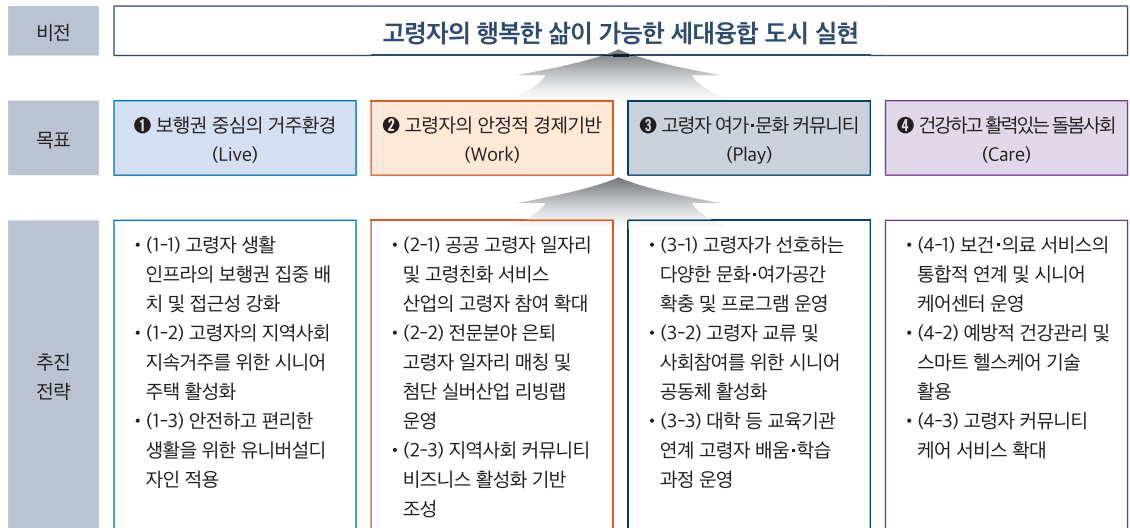 비전
고령자의 행복한 삶이 가능한 세대융합 도시 실현
목표
❶ 보행권 중심의 거주환경
(Live)
❷ 고령자의 안정적 경제기반
(Work)
❸ 고령자 여가·문화 커뮤니티
(Play)
❹ 건강하고 활력있는 돌봄사회
(Care)
추진
전략
• (1-1) 고령자 생활
인프라의 보행권 집중 배
치 및 접근성 강화
• (1-2) 고령자의 지역사회
지속거주를 위한 시니어
주택 활성화
• (1-3) 안전하고 편리한
생활을 위한 유니버설디
자인 적용
• (2-1) 공공 고령자 일자리
및 고령친화 서비스
산업의 고령자 참여 확대
• (2-2) 전문분야 은퇴
고령자 일자리 매칭 및
첨단 실버산업 리빙랩
운영
• (2-3) 지역사회 커뮤니티
비즈니스 활성화 기반
조성
• (3-1) 고령자가 선호하는
다양한 문화·여가공간
확충 및 프로그램 운영
• (3-2) 고령자 교류 및
사회참여를 위한 시니어
공동체 활성화
• (3-3) 대학 등 교육기관
연계 고령자 배움·학습
과정 운영
• (4-1) 보건·의료 서비스의
통합적 연계 및 시니어
케어센터 운영
• (4-2) 예방적 건강관리 및
스마트 헬스케어 기술
활용
• (4-3) 고령자 커뮤니티
케어 서비스 확대